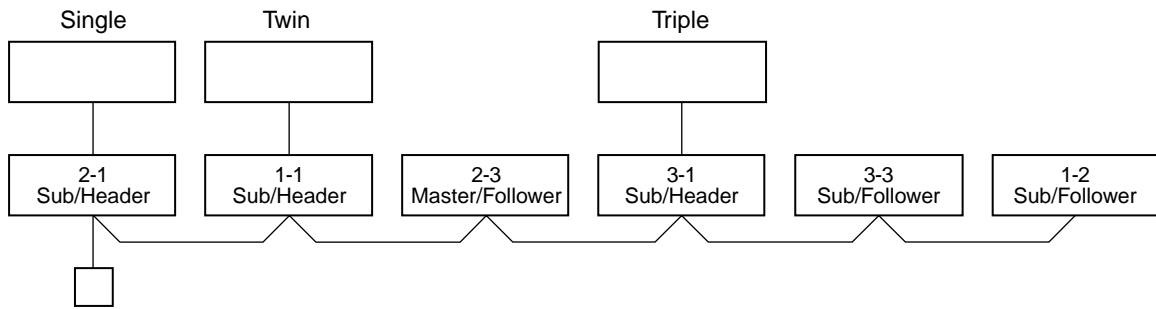 Single
Twin
Triple
2-1
Sub/Header
1-1
Sub/Header
2-3
Master/Follower
3-1
Sub/Header
3-3
Sub/Follower
1-2
Sub/Follower